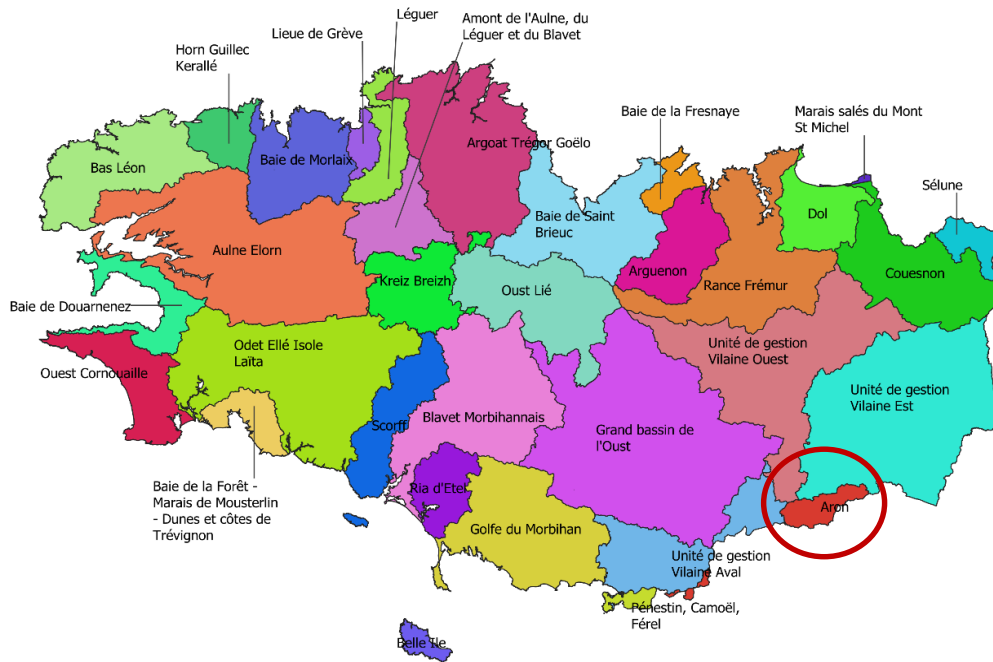 Léguer
Amont de l'Aulne, du
Léguer et du Blavet
Lieue de Grève
Horn Guillec
Kerallé
Baie de la Fresnaye
Marais salés du Mont
St Michel
Bas Léon
Baie de Morlaix
Argoat Trégor Goëlo
Sélune
Baie de Saint
Brieuc
Dol
Aulne Elorn
Kreiz Breizh
Oust Lié
Arguenon
Rance Frémur
Couesnon
Baie de Douarnenez
Odet Ellé Isole
Laïta
Unité de gestion
Vilaine Ouest
Ouest Cornouaille
Unité de gestion
Vilaine Est
Scorff
Blavet Morbihannais
Grand bassin de
l'Oust
Baie de la Forêt -
Marais de Mousterlin
- Dunes et côtes de
Trévignon
Ria d'Etel
Golfe du Morbihan
Aron
Unité de gestion
Vilaine Aval
Pénestin, Camoël,
Férel
Belle Ile